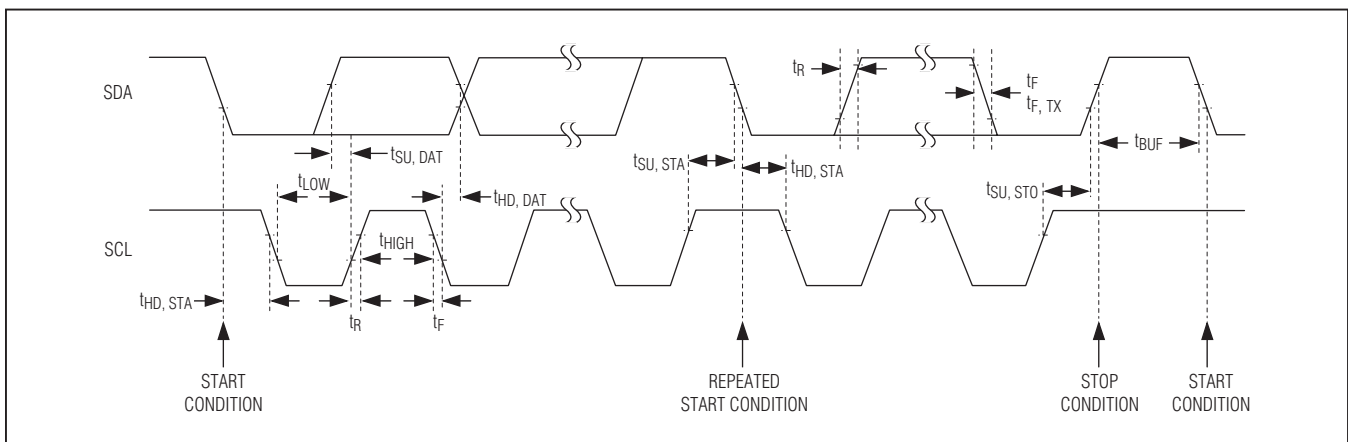 SDA
tR
tF
tF, TX
tSU, DAT
tSU, STA
tHD, STA
tBUF
tLOW
tHD, DAT
tSU, STO
SCL
tHIGH
tHD, STA
tR
tF
START
CONDITION
REPEATED
START CONDITION
STOP
CONDITION
START
CONDITION